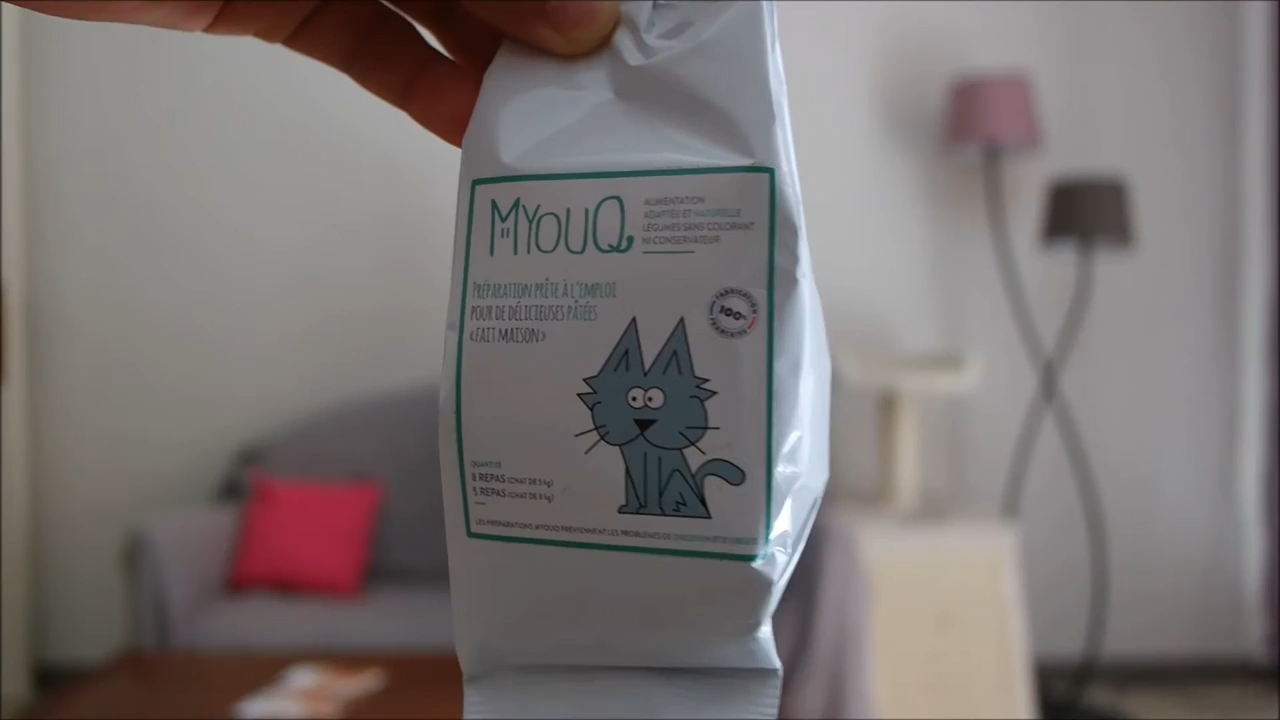 MYOUQ
ALIMENTATION
ADAPTÉE ET NATURELLE
LÉGUMES SANS COLORANT
NI CONSERVATEUR
PRÉPARATION PRÊTE À L'EMPLOI
POUR DE DÉLICIEUSES PÂTÉES
«FAIT MAISON»
FABRICATION
100%
FRANÇAISE
QUANTITÉ
8 REPAS (CHAT DE 5 kg)
5 REPAS (CHAT DE 8 kg)
LES PRÉPARATIONS MYOUQ PRÉVIENNENT LES PROBLÈMES DE